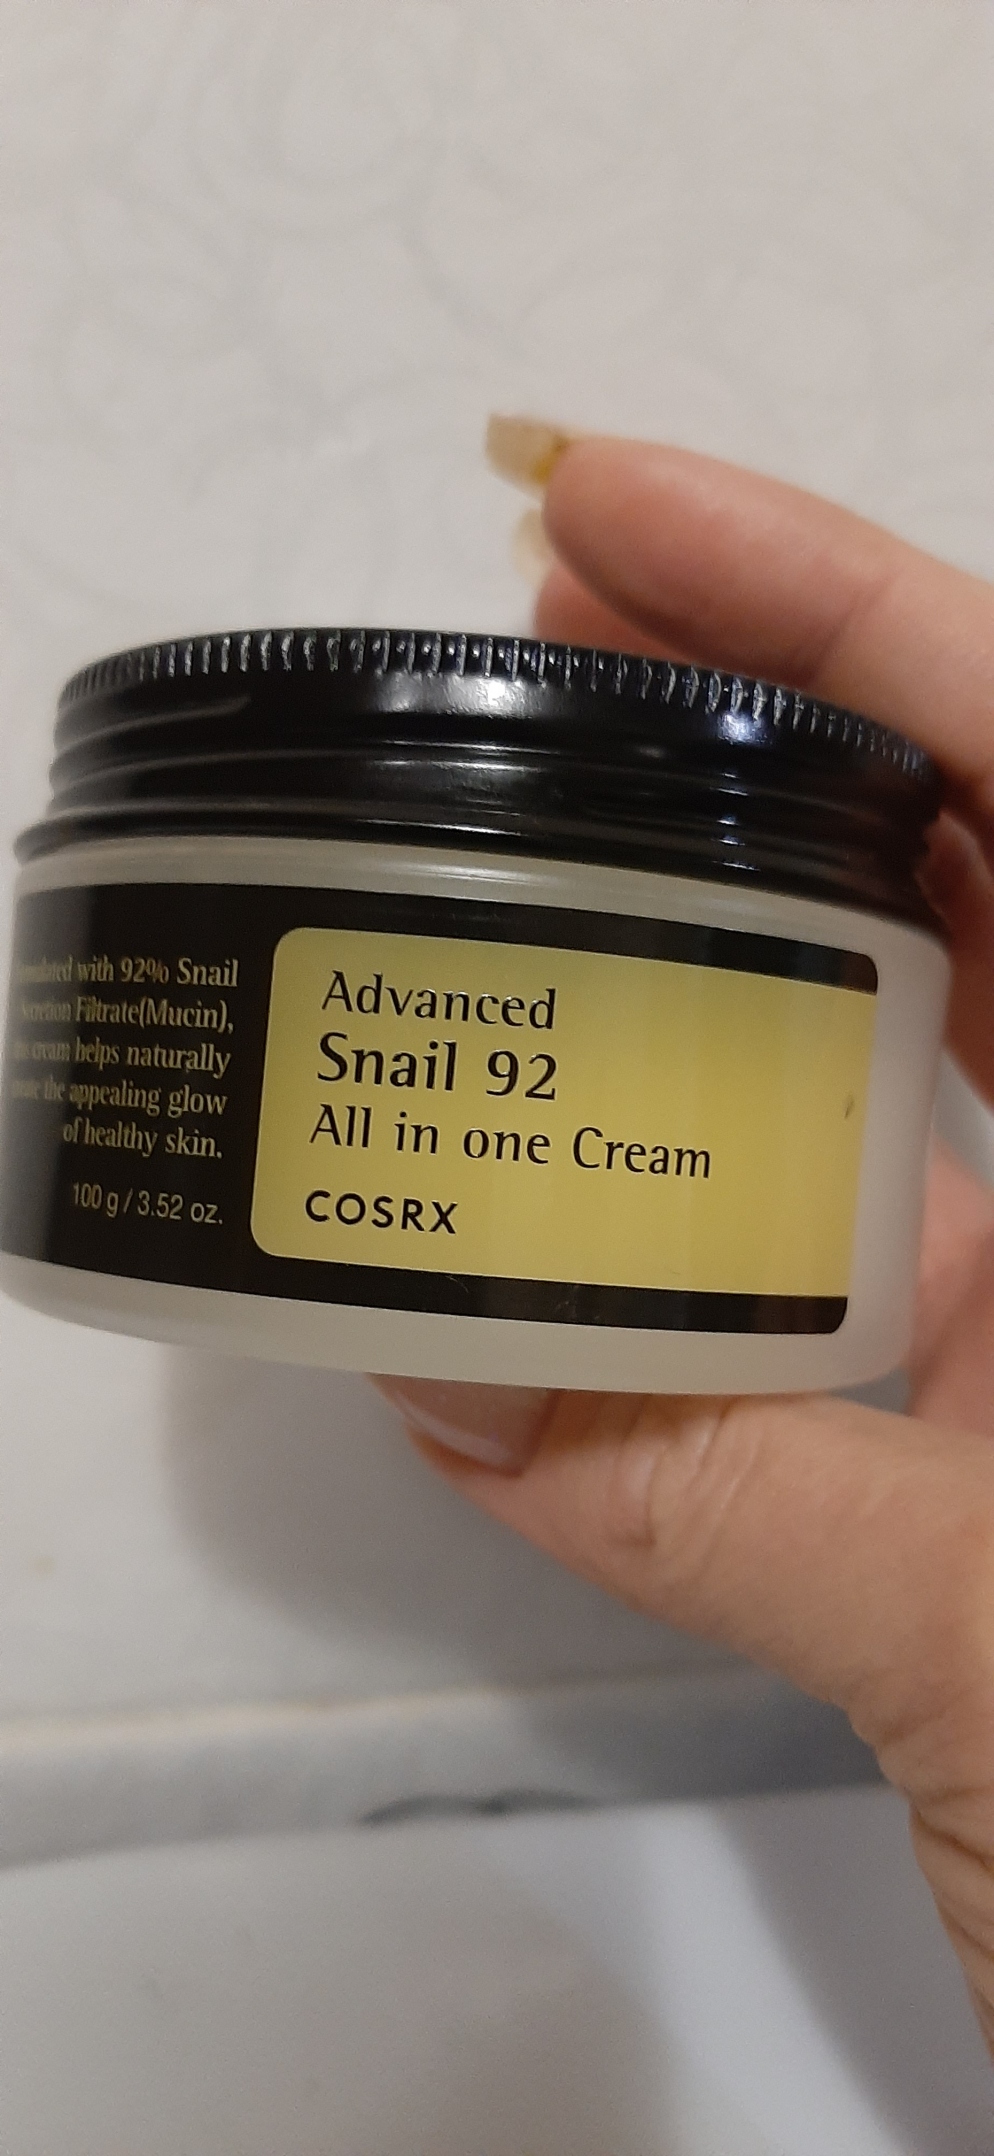 with 92% Snail
Filtrate(Mucin),
cream helps naturally
the appealing glow
of healthy skin.
100 g / 3.52 oz.
Advanced
Snail 92
All in one Cream
COSRX